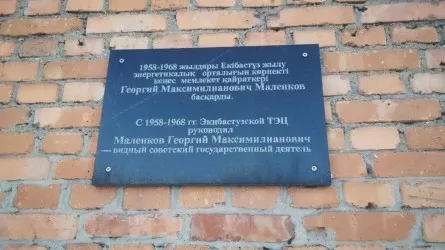 1958-1968 жылдары Екібастұз жылу
энергетикалық орталығын көрнекті
кеңес мемлекет қайраткері
Георгий Максимилианович Маленков
басқарды.
С 1958-1968 гг. Экибастузской ТЭЦ
руководил
Маленков Георгий Максимилианович
— видный советский государственный деятель